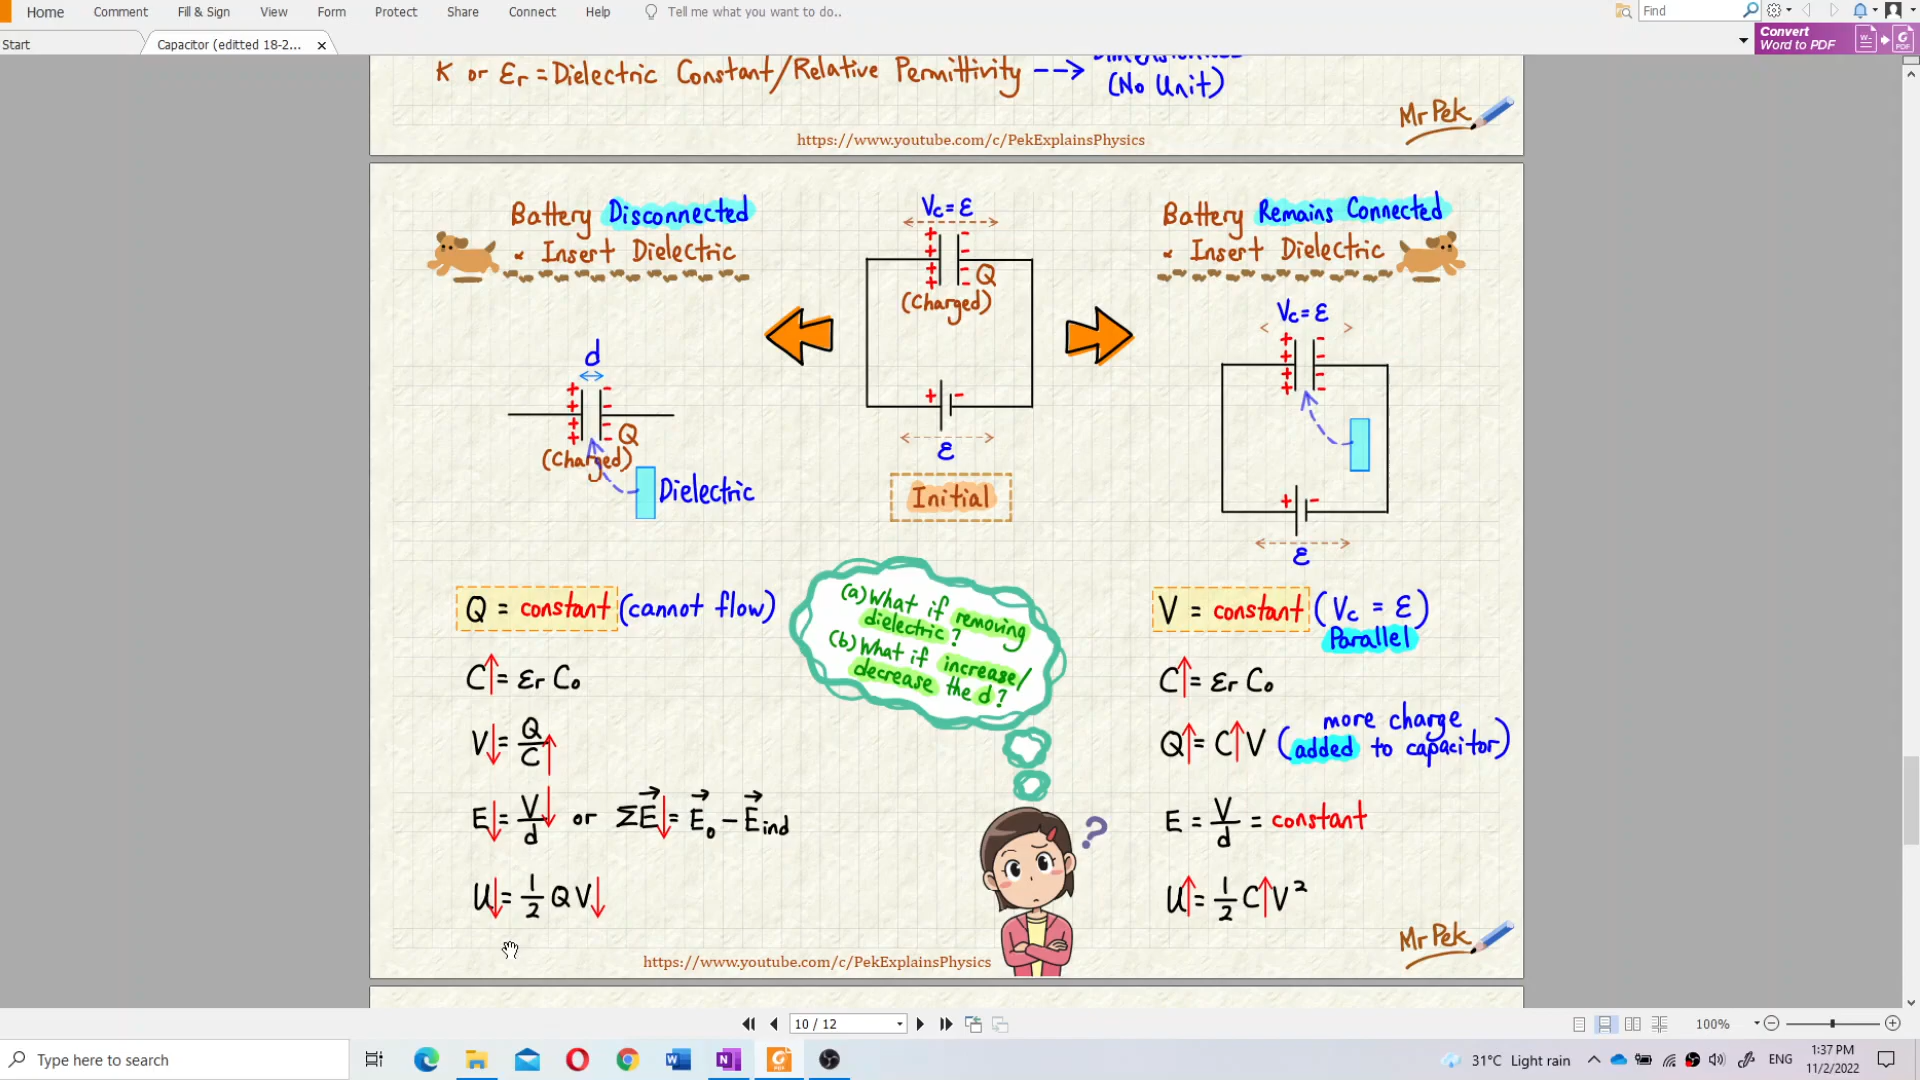 Home Comment Fill & Sign View Form Protect Share Connect Help Tell me what you want to do.. Find
Start Capacitor (editted 18-2... × Convert Word to PDF
K or εr = Dielectric Constant/Relative Permittivity --> (No Unit)
Mr Pek
https://www.youtube.com/c/PekExplainsPhysics
Battery Disconnected
& Insert Dielectric
d
+ + + + - - - -
Q
(Charged)
Dielectric
Q = constant (cannot flow)
C↑ = εr C₀
V↓ = Q/C↑
E↓ = V↓/d or ΣE↓ = E₀ - Eind
U↓ = 1/2 Q V↓
Vc = ε
+ + + + - - - -
Q
(Charged)
+ -
ε
Initial
(a) What if removing
dielectric?
(b) What if increase/
decrease the d?
?
Battery Remains Connected
& Insert Dielectric
Vc = ε
+ + + + - - - -
+ -
ε
V = constant (Vc = ε)
Parallel
C↑ = εr C₀
Q↑ = C↑ V (more charge
added to capacitor)
E = V/d = constant
U↑ = 1/2 C↑ V²
Mr Pek
https://www.youtube.com/c/PekExplainsPhysics
10 / 12
100%
Type here to search
31°C Light rain
ENG
1:37 PM
11/2/2022